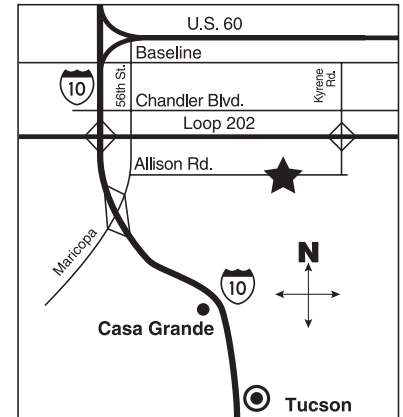 U.S. 60
Baseline
10
56th St.
Kyrene
Rd.
Chandler Blvd.
Loop 202
Allison Rd.
Maricopa
N
10
Casa Grande
Tucson